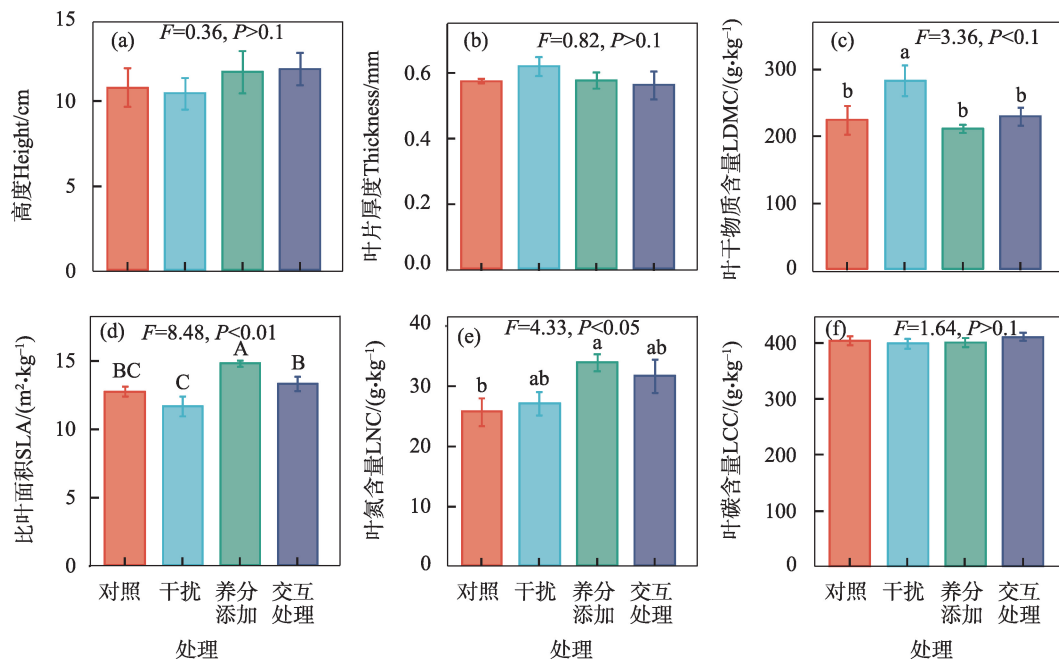 (a)
F=0.36, P>0.1
15
10
5
0
高度Height/cm
(b)
F=0.82, P>0.1
0.6
0.4
0.2
0.0
叶片厚度Thickness/mm
(c)
F=3.36, P<0.1
300
200
100
0
叶干物质含量LDMC/(g·kg⁻¹)
b
a
b
b
(d)
F=8.48, P<0.01
15
10
5
0
比叶面积SLA/(m²·kg⁻¹)
BC
C
A
B
对照
干扰
养分
添加
交互
处理
处理
(e)
F=4.33, P<0.05
40
30
20
10
0
叶氮含量LNC/(g·kg⁻¹)
b
ab
a
ab
对照
干扰
养分
添加
交互
处理
处理
(f)
F=1.64, P>0.1
400
400
200
100
0
叶碳含量LCC/(g·kg⁻¹)
对照
干扰
养分
添加
交互
处理
处理